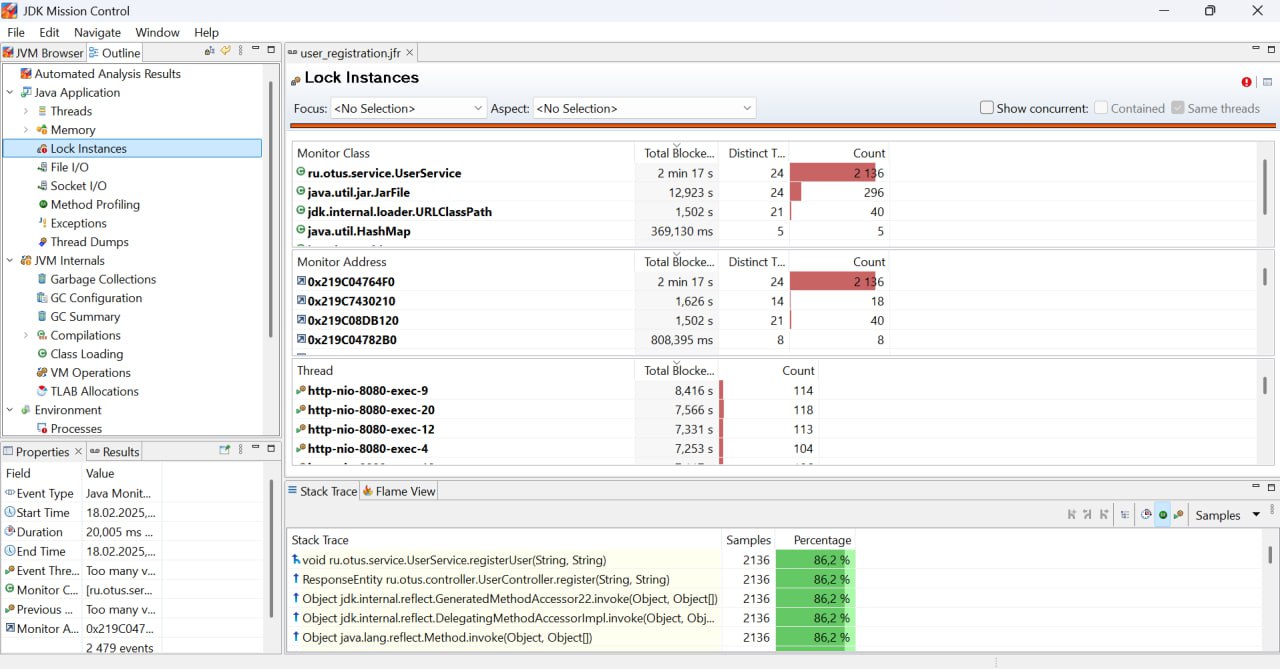 JDK Mission Control
File Edit Navigate Window Help
JVM Browser Outline
Automated Analysis Results
Java Application
Threads
Memory
Lock Instances
File I/O
Socket I/O
Method Profiling
Exceptions
Thread Dumps
JVM Internals
Garbage Collections
GC Configuration
GC Summary
Compilations
Class Loading
VM Operations
TLAB Allocations
Environment
Processes
Properties Results
Field Value
Event Type Java Monit...
Start Time 18.02.2025,...
Duration 20,005 ms ...
End Time 18.02.2025,...
Event Thre... Too many v...
Monitor C... [ru.otus.ser...
Previous ... Too many v...
Monitor A... 0x219C047...
2 479 events
user_registration.jfr
Lock Instances
Focus: <No Selection> Aspect: <No Selection> Show concurrent: Contained Same threads
Monitor Class Total Blocke... Distinct T... Count
ru.otus.service.UserService 2 min 17 s 24 2 136
java.util.jar.JarFile 12,923 s 24 296
jdk.internal.loader.URLClassPath 1,502 s 21 40
java.util.HashMap 369,130 ms 5 5
Monitor Address Total Blocke... Distinct T... Count
0x219C04764F0 2 min 17 s 24 2 136
0x219C7430210 1,626 s 14 18
0x219C08DB120 1,502 s 21 40
0x219C04782B0 808,395 ms 8 8
Thread Total Blocke... Count
http-nio-8080-exec-9 8,416 s 114
http-nio-8080-exec-20 7,566 s 118
http-nio-8080-exec-12 7,331 s 113
http-nio-8080-exec-4 7,253 s 104
Stack Trace Flame View
Samples
Stack Trace Samples Percentage
void ru.otus.service.UserService.registerUser(String, String) 2136 86,2 %
ResponseEntity ru.otus.controller.UserController.register(String, String) 2136 86,2 %
Object jdk.internal.reflect.GeneratedMethodAccessor22.invoke(Object, Object[]) 2136 86,2 %
Object jdk.internal.reflect.DelegatingMethodAccessorImpl.invoke(Object, Obj... 2136 86,2 %
Object java.lang.reflect.Method.invoke(Object, Object[]) 2136 86,2 %